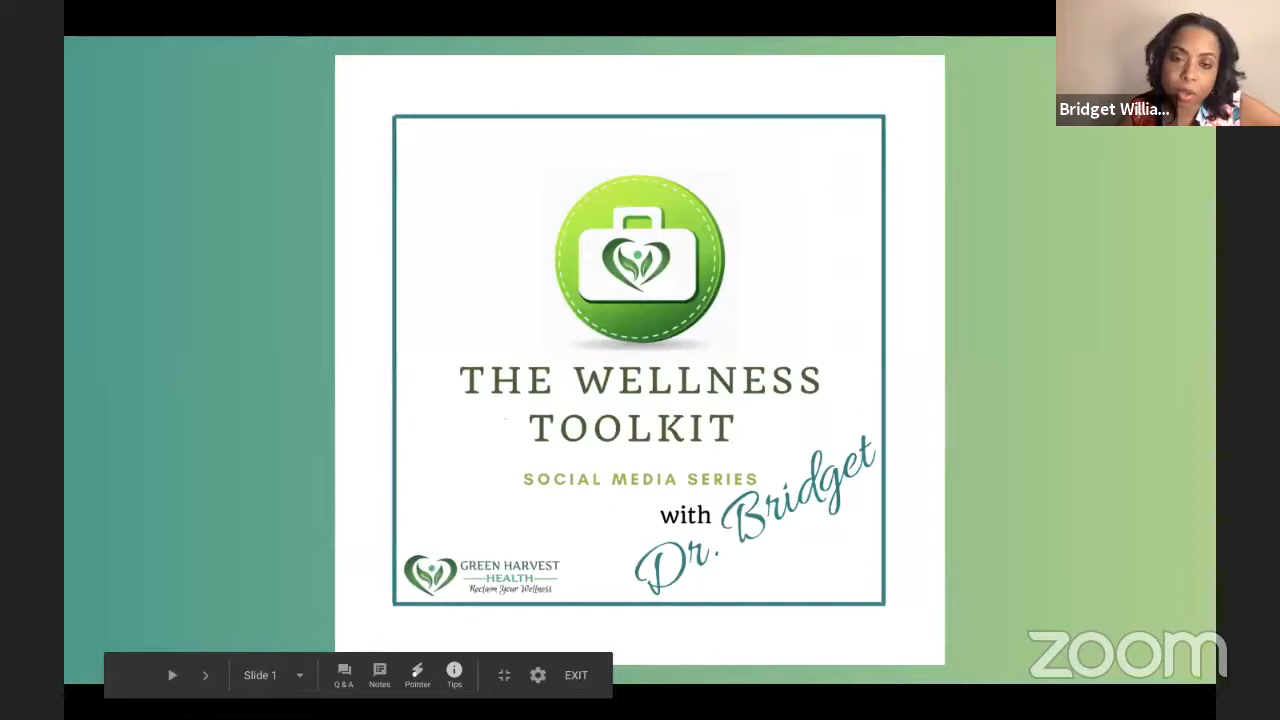 Bridget Willia...
THE WELLNESS
TOOLKIT
SOCIAL MEDIA SERIES
with Dr. Bridget
GREEN HARVEST
HEALTH
Reclaim Your Wellness
Slide 1
Q & A
Notes
Pointer
Tips
EXIT
zoom